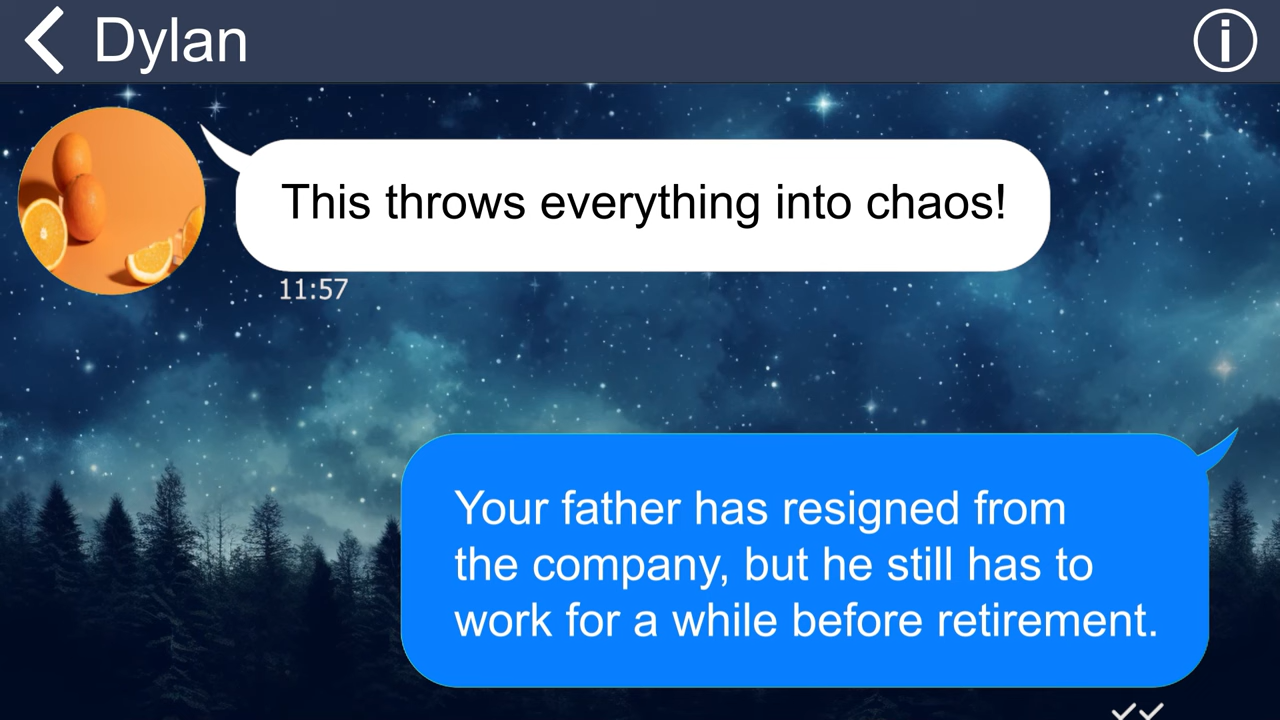 Dylan
This throws everything into chaos!
11:57
Your father has resigned from
the company, but he still has to
work for a while before retirement.